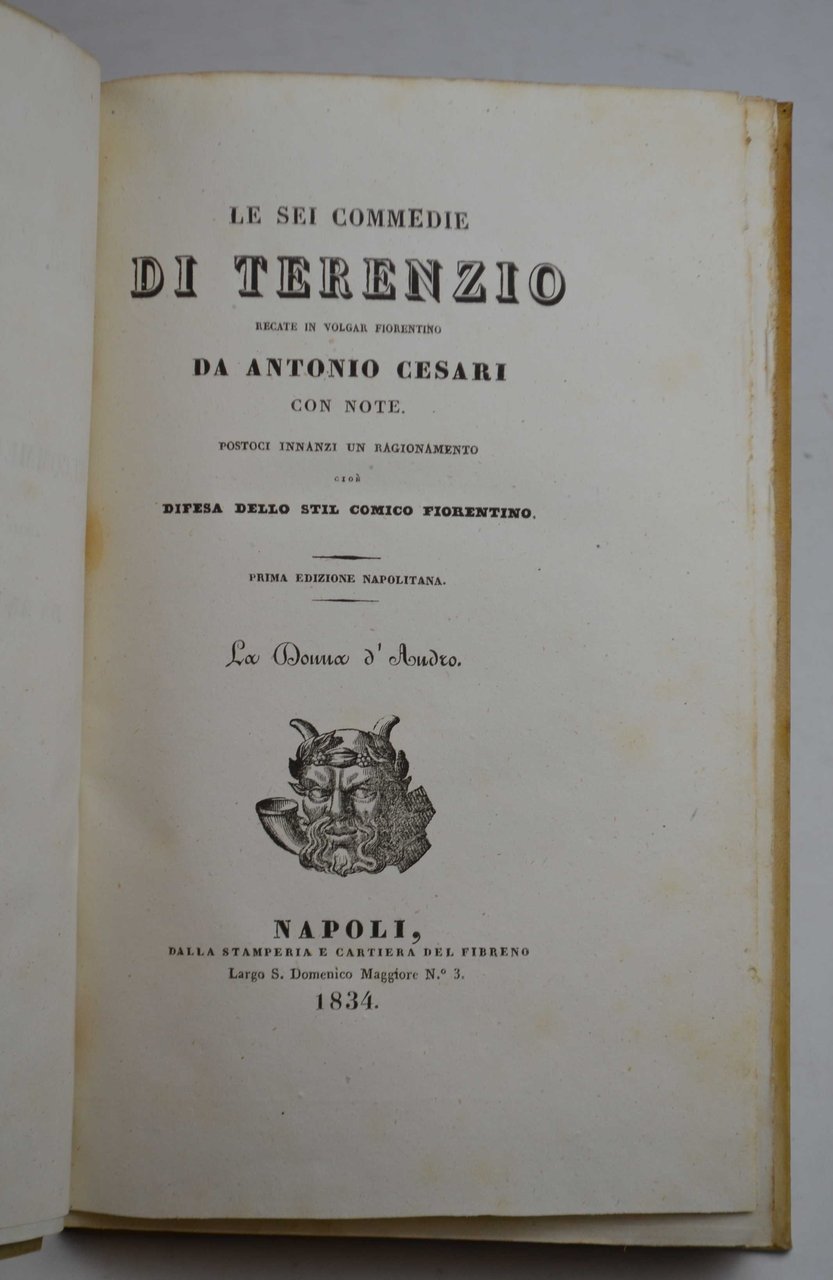 LE SEI COMMEDIE
DI TERENZIO
RECATE IN VOLGAR FIORENTINO
DA ANTONIO CESARI
CON NOTE.
POSTOCI INNANZI UN RAGIONAMENTO
CIOÈ
DIFESA DELLO STIL COMICO FIORENTINO.
PRIMA EDIZIONE NAPOLITANA.
La Donna d' Andro.
NAPOLI,
DALLA STAMPERIA E CARTIERA DEL FIBRENO
Largo S. Domenico Maggiore N.º 3.
1834.